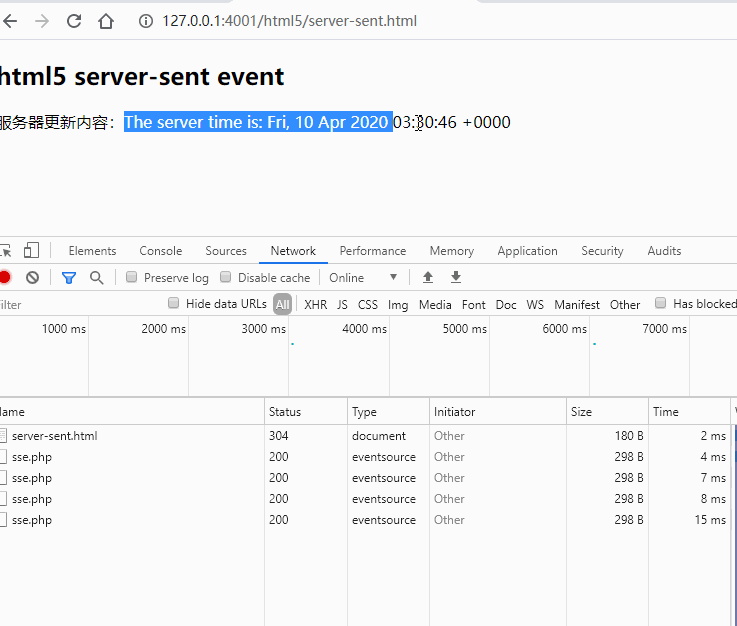 127.0.0.1:4001/html5/server-sent.html
html5 server-sent event
服务器更新内容：The server time is: Fri, 10 Apr 2020 03:30:46 +0000
Elements Console Sources Network Performance Memory Application Security Audits
Preserve log Disable cache Online
ilter Hide data URLs All XHR JS CSS Img Media Font Doc WS Manifest Other Has blocked
1000 ms 2000 ms 3000 ms 4000 ms 5000 ms 6000 ms 7000 ms
lame Status Type Initiator Size Time
server-sent.html 304 document Other 180 B 2 ms
sse.php 200 eventsource Other 298 B 4 ms
sse.php 200 eventsource Other 298 B 7 ms
sse.php 200 eventsource Other 298 B 8 ms
sse.php 200 eventsource Other 298 B 15 ms